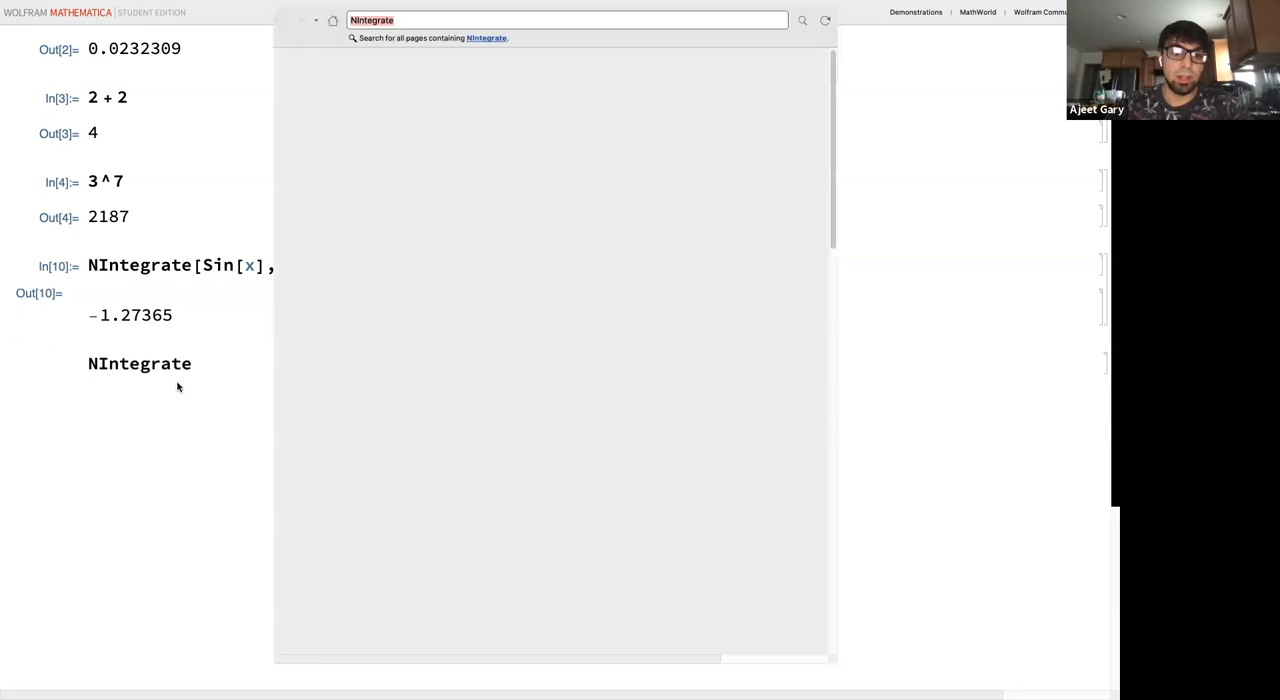 WOLFRAM MATHEMATICA | STUDENT EDITION
Demonstrations | MathWorld | Wolfram Commu
NIntegrate
Search for all pages containing NIntegrate.
Ajeet Gary
Out[2]= 0.0232309
In[3]:= 2 + 2
Out[3]= 4
In[4]:= 3^7
Out[4]= 2187
In[10]:= NIntegrate[Sin[x],
Out[10]=
-1.27365
NIntegrate